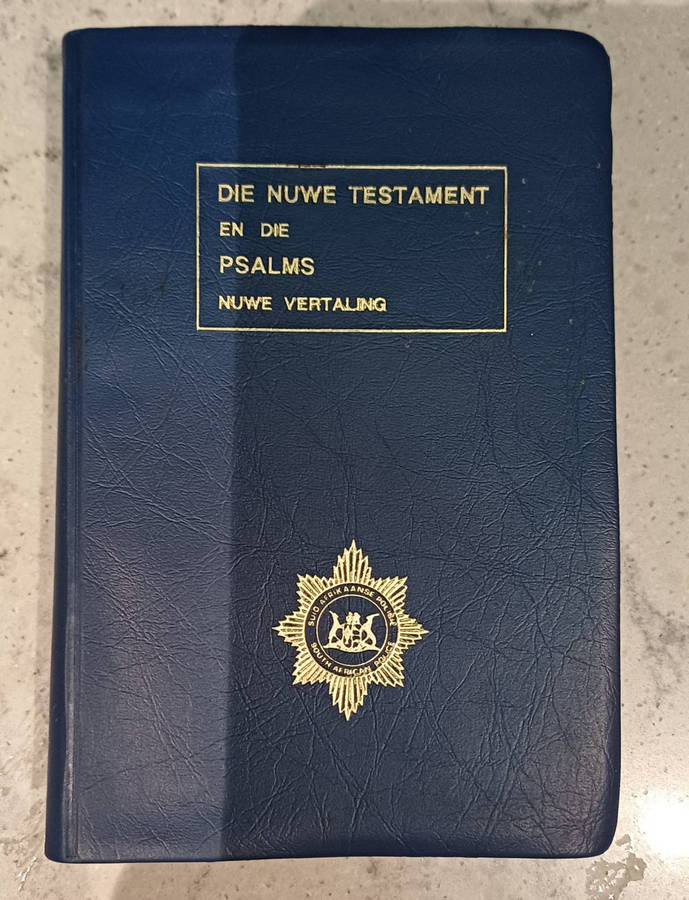 DIE NUWE TESTAMENT
EN DIE
PSALMS
NUWE VERTALING
SUID AFRIKAANSE POLISIE
SOUTH AFRICAN POLICE